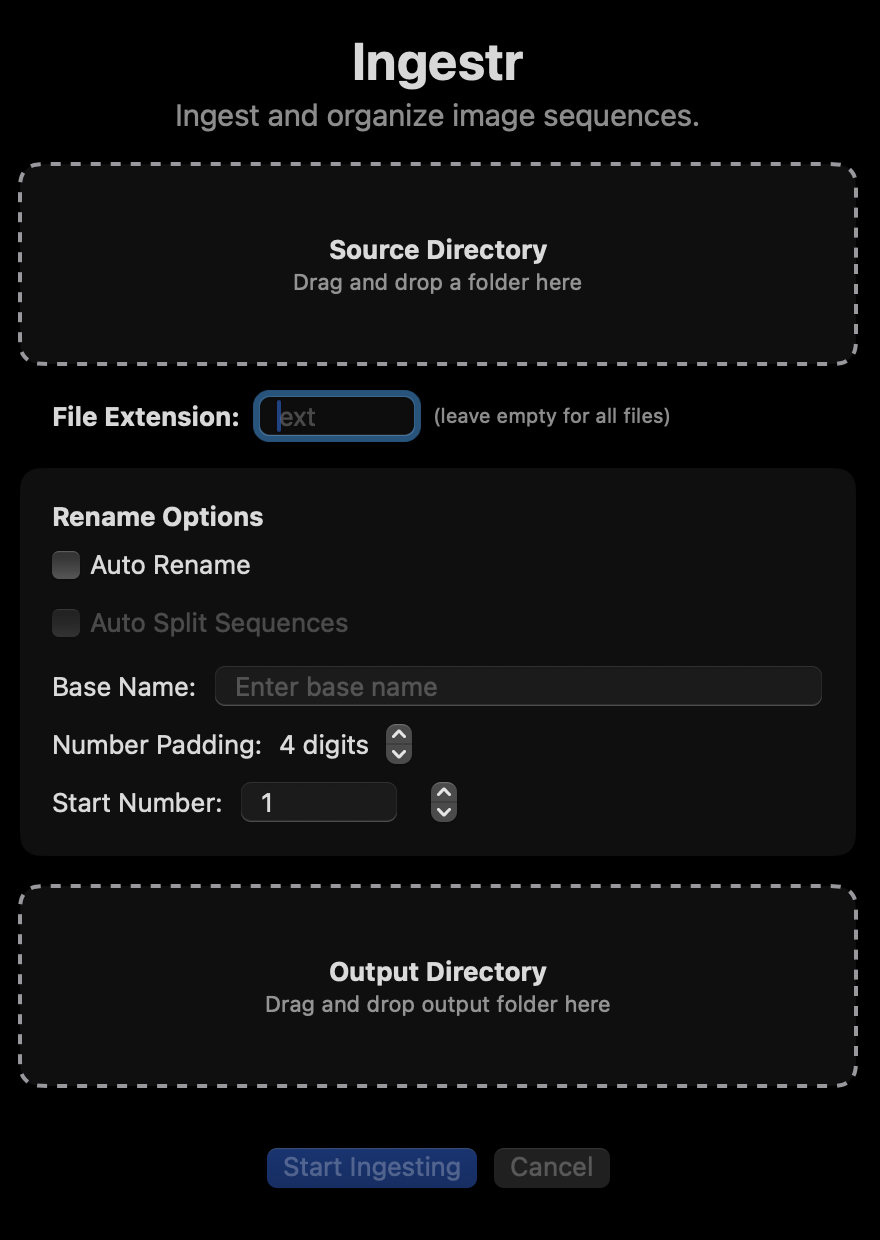 Ingestr
Ingest and organize image sequences.
Source Directory
Drag and drop a folder here
File Extension: ext (leave empty for all files)
Rename Options
Auto Rename
Auto Split Sequences
Base Name: Enter base name
Number Padding: 4 digits
Start Number: 1
Output Directory
Drag and drop output folder here
Start Ingesting Cancel